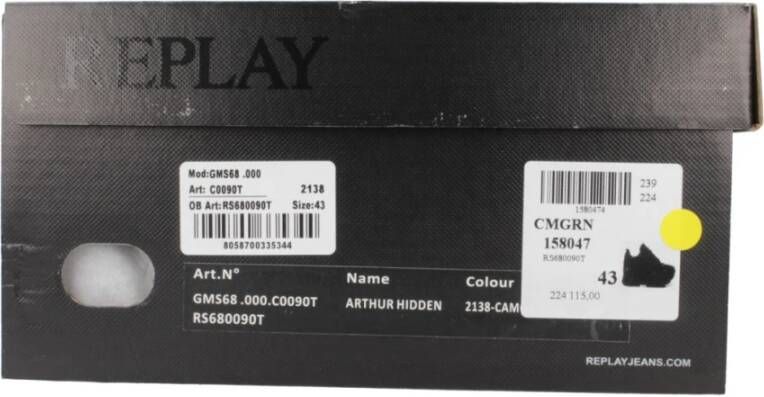 REPLAY
Mod:GMS68 .000
Art: C0090T 2138
OB Art:RS680090T Size:43
8058700335344
239
224
1580474
CMGRN
158047
RS680090T
43
224 115,00
Art.N° Name Colour
GMS68 .000.C0090T ARTHUR HIDDEN 2138-CAM
RS680090T
REPLAYJEANS.COM